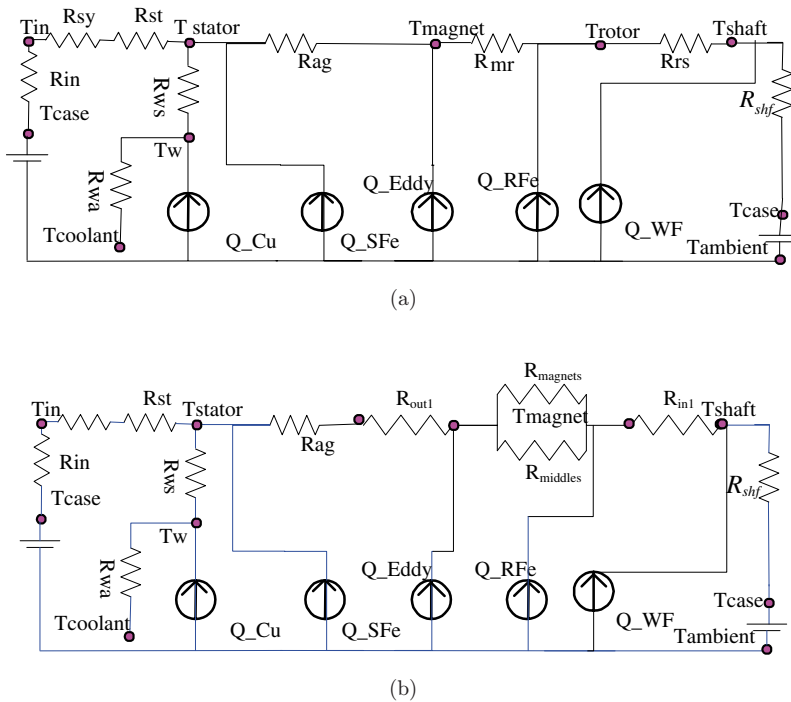 Tin Rsy Rst T stator Tmagnet Trotor Tshaft
Rin Rag Rmr Rrs Rshf
Tcase Rws
Tw
Rwa Q_Eddy Q_RFe
Tcoolant Q_Cu Q_SFe Q_WF Tcase
Tambient
(a)
Rmagnets
Tin Rst Tstator Rout1 Tmagnet Rin1 Tshaft
Rin Rag Rmiddles
Tcase Rws Rshf
Tw
Rwa Q_Eddy Q_RFe
Tcoolant Q_Cu Q_SFe Q_WF Tcase
Tambient
(b)